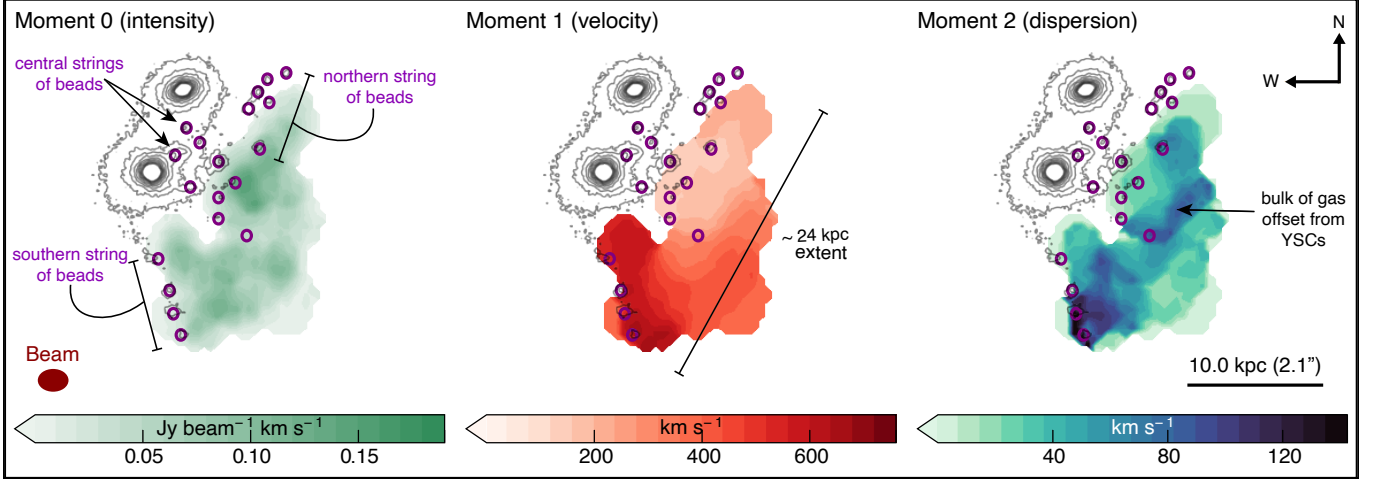 Moment 0 (intensity)
Moment 1 (velocity)
Moment 2 (dispersion)
N
W
central strings
of beads
northern string
of beads
southern string
of beads
~ 24 kpc
extent
bulk of gas
offset from
YSCs
Beam
10.0 kpc (2.1”)
Jy beam⁻¹ km s⁻¹
0.05 0.10 0.15
km s⁻¹
200 400 600
km s⁻¹
40 80 120